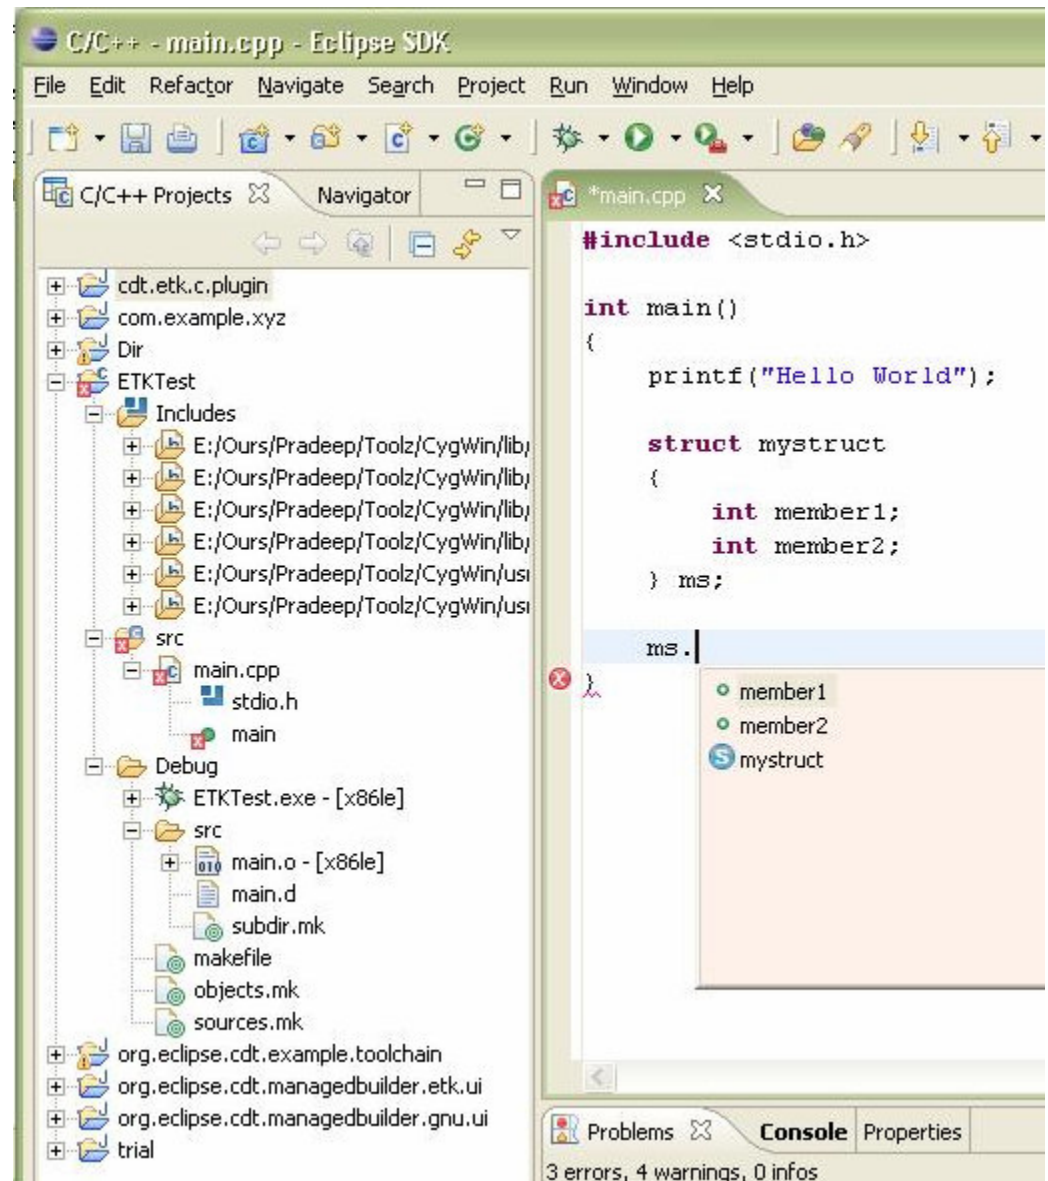 C/C++ - main.cpp - Eclipse SDK
File Edit Refactor Navigate Search Project Run Window Help
C/C++ Projects Navigator
*main.cpp
cdt.etk.c.plugin
com.example.xyz
Dir
ETKTest
Includes
E:/Ours/Pradeep/Toolz/CygWin/lib/
E:/Ours/Pradeep/Toolz/CygWin/lib/
E:/Ours/Pradeep/Toolz/CygWin/lib/
E:/Ours/Pradeep/Toolz/CygWin/lib/
E:/Ours/Pradeep/Toolz/CygWin/usr
E:/Ours/Pradeep/Toolz/CygWin/usr
src
main.cpp
stdio.h
main
Debug
ETKTest.exe - [x86le]
src
main.o - [x86le]
main.d
subdir.mk
makefile
objects.mk
sources.mk
org.eclipse.cdt.example.toolchain
org.eclipse.cdt.managedbuilder.etk.ui
org.eclipse.cdt.managedbuilder.gnu.ui
trial
#include <stdio.h>
int main()
{
printf("Hello World");
struct mystruct
{
int member1;
int member2;
} ms;
ms.
}
member1
member2
mystruct
Problems Console Properties
3 errors, 4 warnings, 0 infos